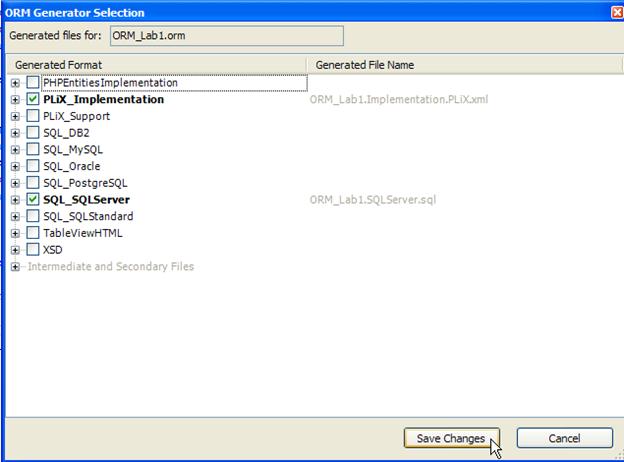 ORM Generator Selection
Generated files for: ORM_Lab1.orm
Generated Format Generated File Name
PHPEntitiesImplementation
PLiX_Implementation ORM_Lab1.Implementation.PLiX.xml
PLiX_Support
SQL_DB2
SQL_MySQL
SQL_Oracle
SQL_PostgreSQL
SQL_SQLServer ORM_Lab1.SQLServer.sql
SQL_SQLStandard
TableViewHTML
XSD
Intermediate and Secondary Files
Save Changes Cancel